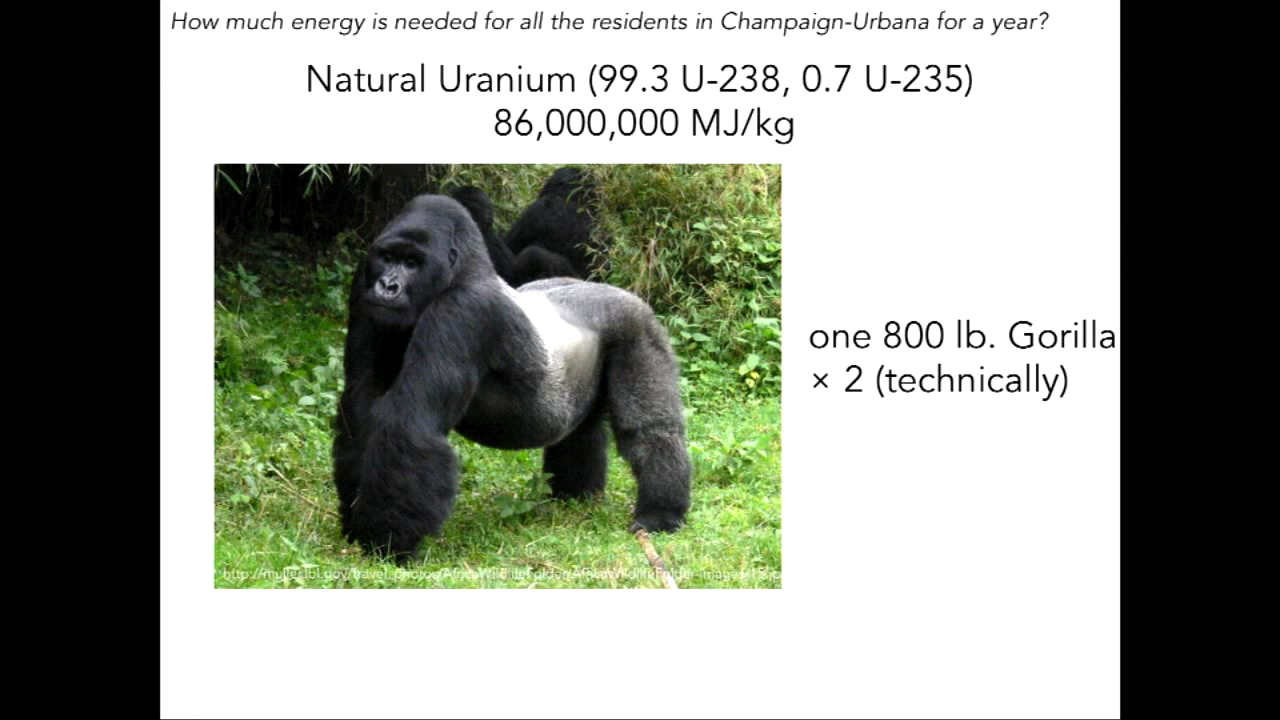 How much energy is needed for all the residents in Champaign-Urbana for a year?
Natural Uranium (99.3 U-238, 0.7 U-235)
86,000,000 MJ/kg
one 800 lb. Gorilla
× 2 (technically)